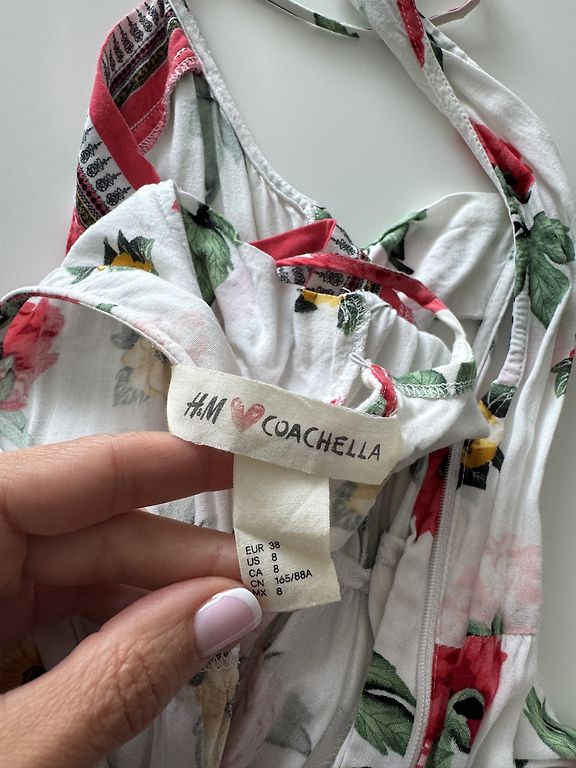 H&M ❤ COACHELLA
EUR 38
US 8
CA 8
CN 165/88A
MX 8